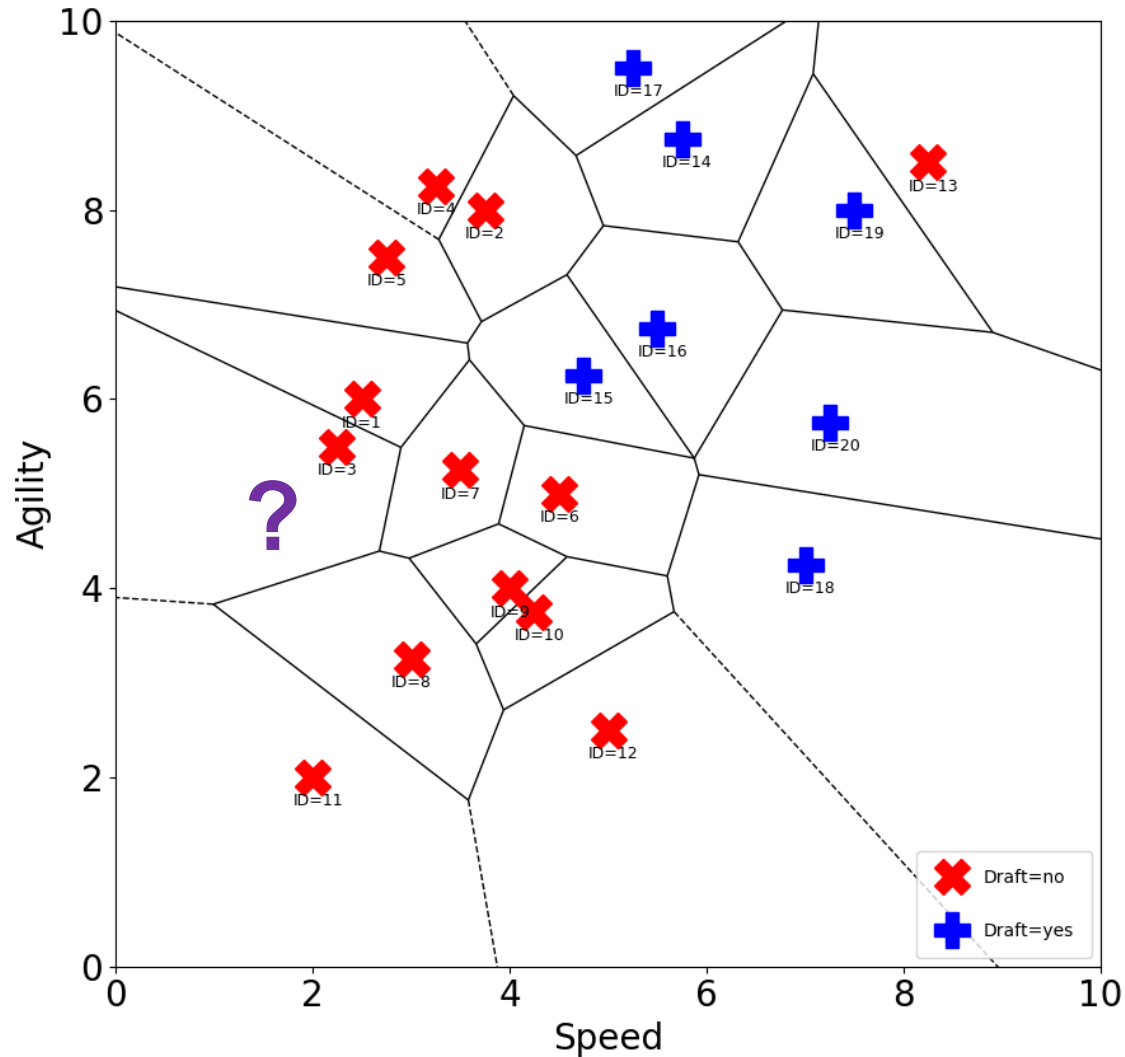 10
ID=17
ID=14
ID=13
8
ID=4
ID=2
ID=19
ID=5
ID=16
6
ID=15
ID=1
ID=20
ID=3
ID=7
ID=6
?
Agility
4
ID=18
ID=9
ID=10
ID=8
ID=12
2
ID=11
Draft=no
Draft=yes
0
0 2 4 6 8 10
Speed